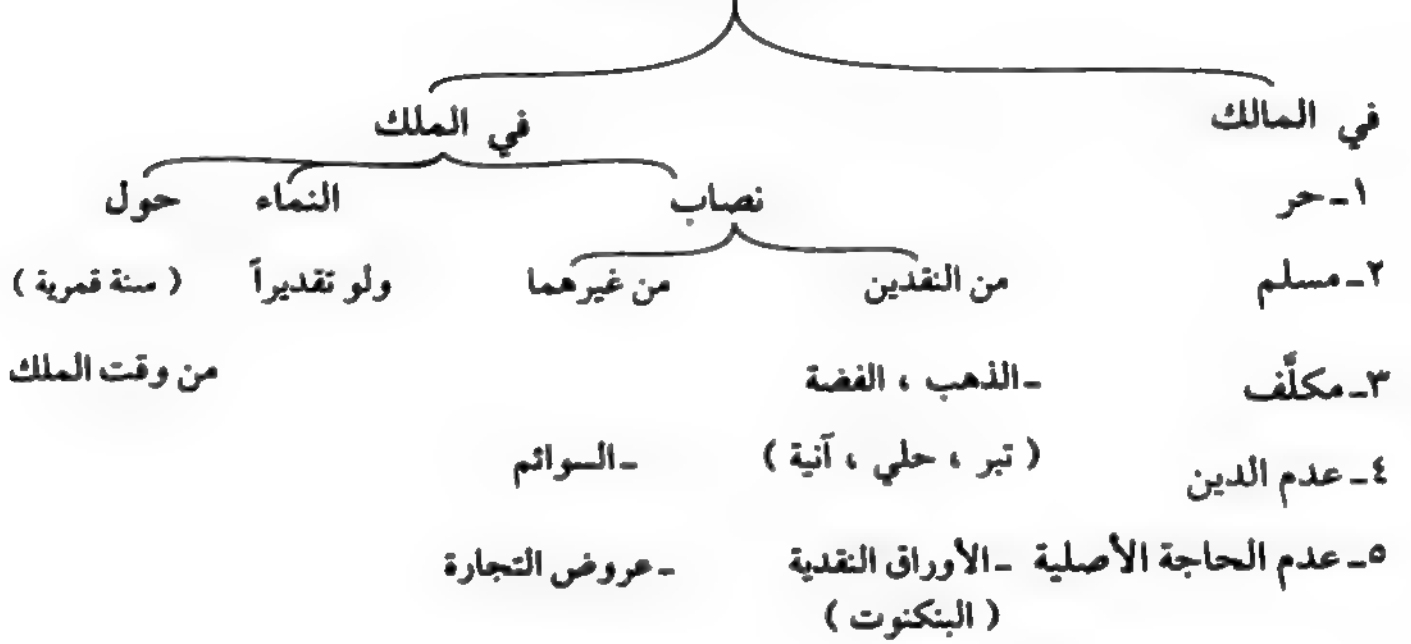 في المالك
في الملك
١ـ حر
نصاب
النماء
حول
٢ـ مسلم
من النقدين
من غيرهما
ولو تقديراً
( سنة قمرية )
٣ـ مكلَّف
ـ الذهب ، الفضة
من وقت الملك
٤ـ عدم الدين
( تبر ، حلي ، آنية )
ـ السوائم
٥ـ عدم الحاجة الأصلية
ـ الأوراق النقدية
ـ عروض التجارة
( البنكنوت )